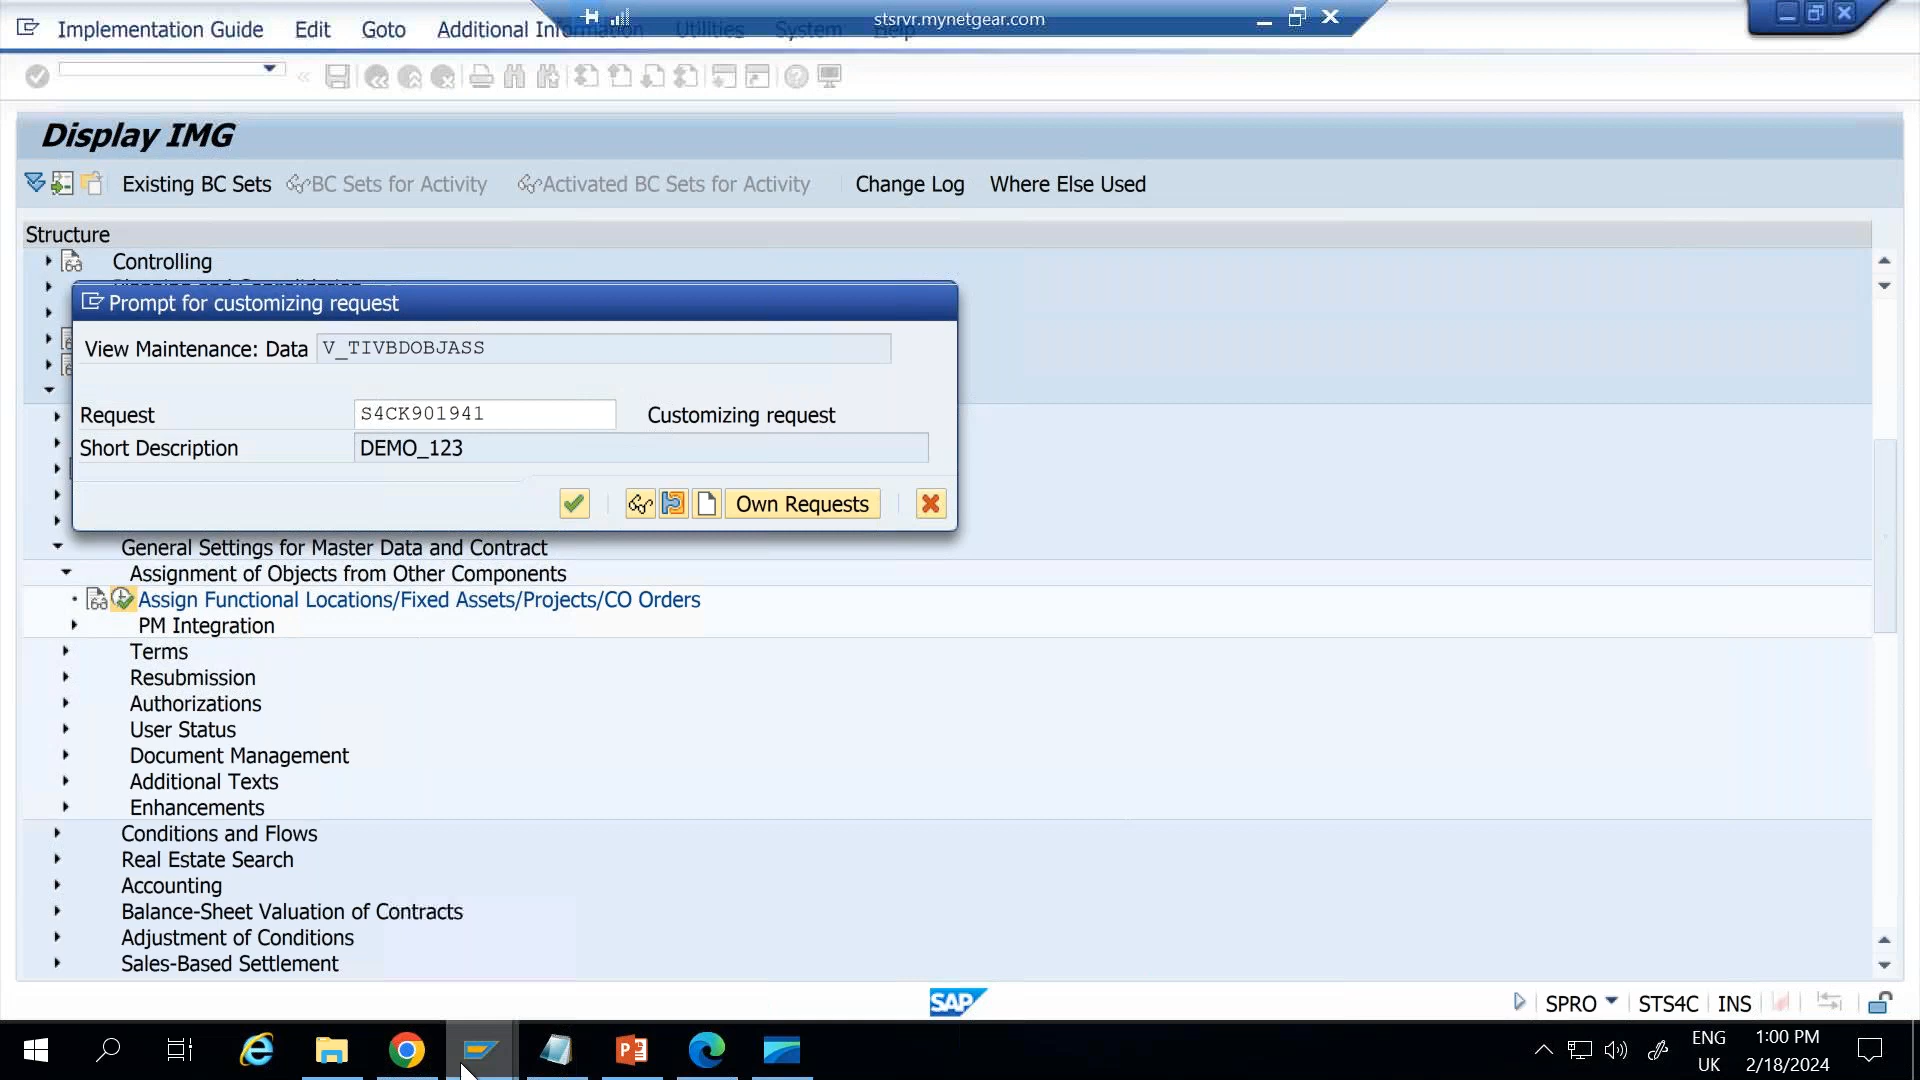 Implementation Guide Edit Goto Additional Information Utilities System Help
stsrvr.mynetgear.com
Display IMG
Existing BC Sets BC Sets for Activity Activated BC Sets for Activity Change Log Where Else Used
Structure
Controlling
Prompt for customizing request
View Maintenance: Data V_TIVBDOBJASS
Request S4CK901941 Customizing request
Short Description DEMO_123
Own Requests
General Settings for Master Data and Contract
Assignment of Objects from Other Components
Assign Functional Locations/Fixed Assets/Projects/CO Orders
PM Integration
Terms
Resubmission
Authorizations
User Status
Document Management
Additional Texts
Enhancements
Conditions and Flows
Real Estate Search
Accounting
Balance-Sheet Valuation of Contracts
Adjustment of Conditions
Sales-Based Settlement
SAP
SPRO STS4C INS
ENG 1:00 PM
UK 2/18/2024